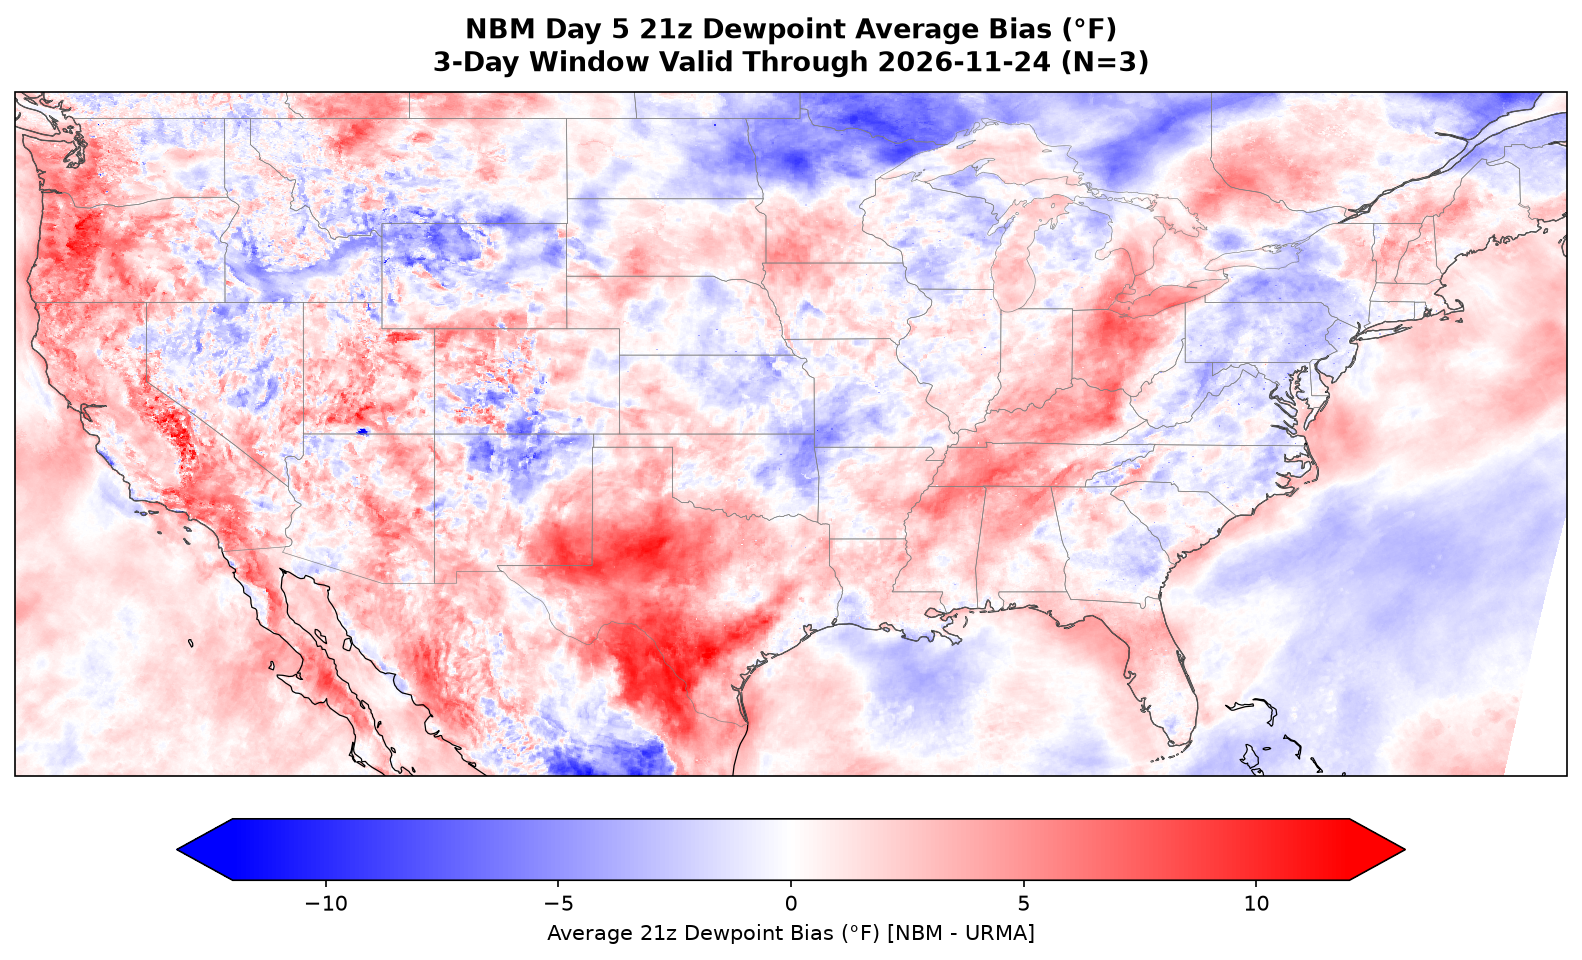 NBM Day 5 21z Dewpoint Average Bias (°F)
3-Day Window Valid Through 2026-11-24 (N=3)
−10 −5 0 5 10
Average 21z Dewpoint Bias (°F) [NBM - URMA]